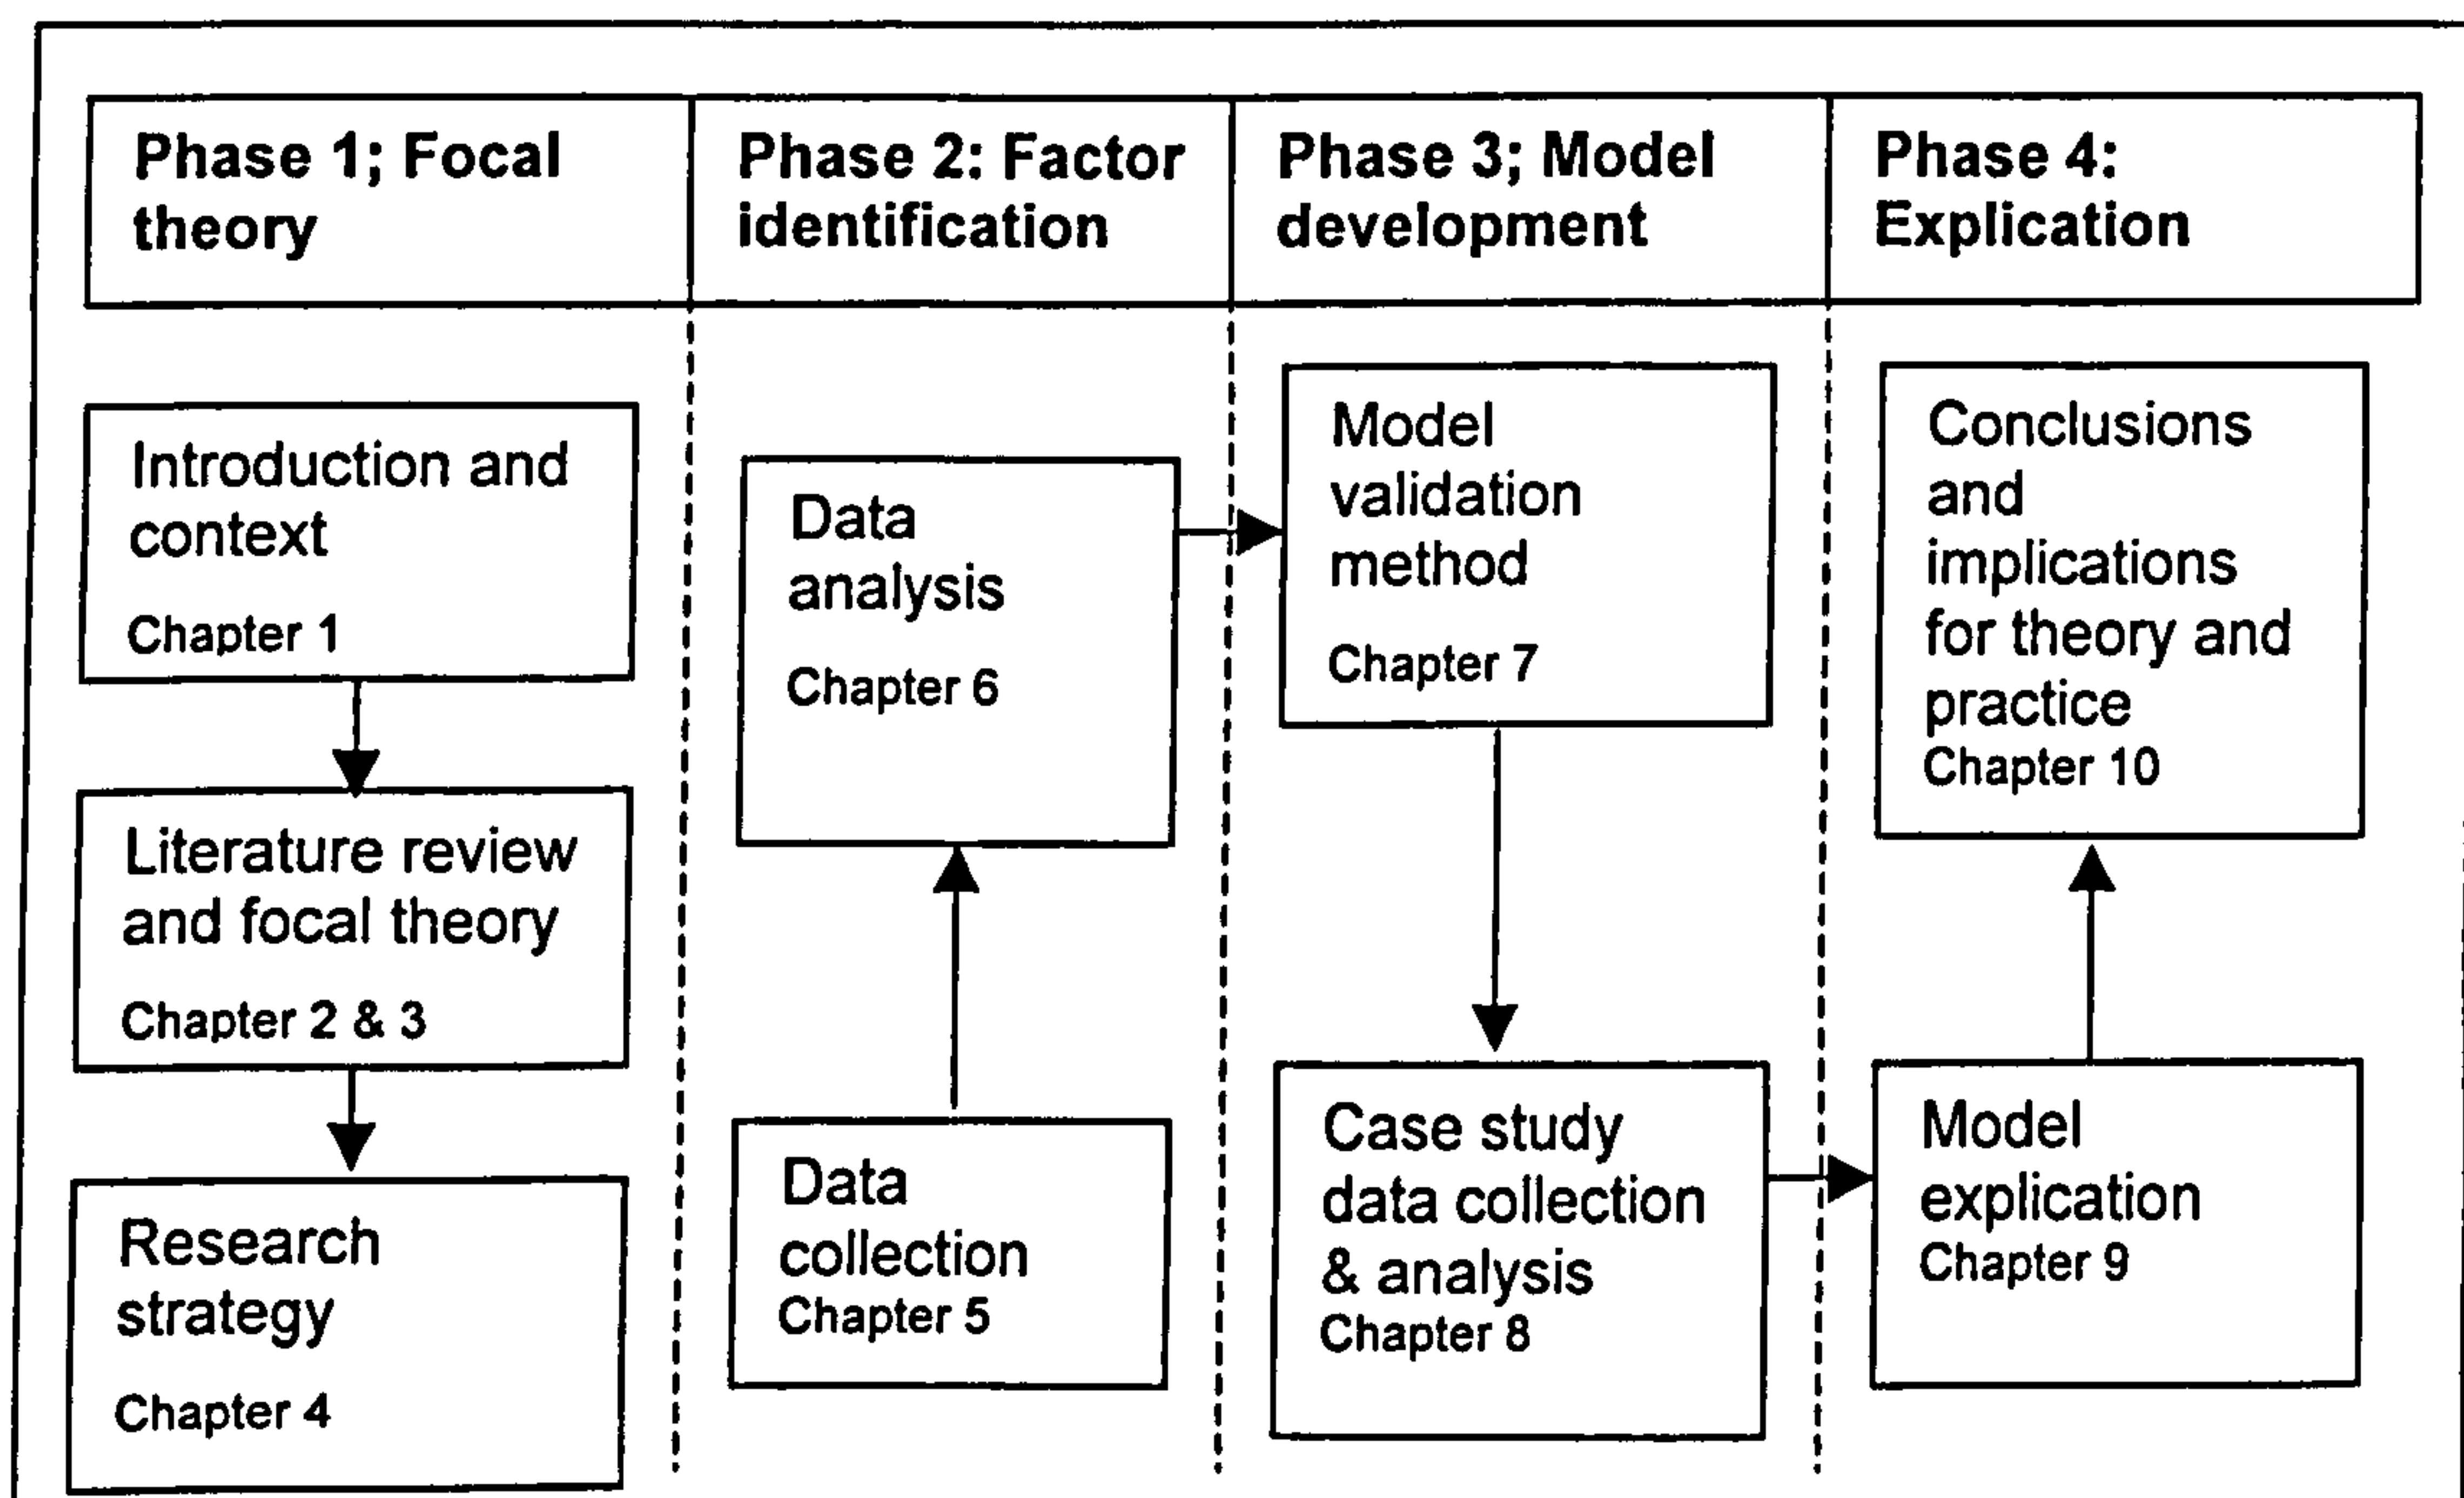 Phase 1; Focal
theory
Phase 2: Factor
identification
Phase 3; Model
development
Phase 4:
Explication
Introduction and
context
Chapter 1
Literature review
and focal theory
Chapter 2 & 3
Research
strategy
Chapter 4
Data
analysis
Chapter 6
Data
collection
Chapter 5
Model
validation
method
Chapter 7
Case study
data collection
& analysis
Chapter 8
Conclusions
and
implications
for theory and
practice
Chapter 10
Model
explication
Chapter 9